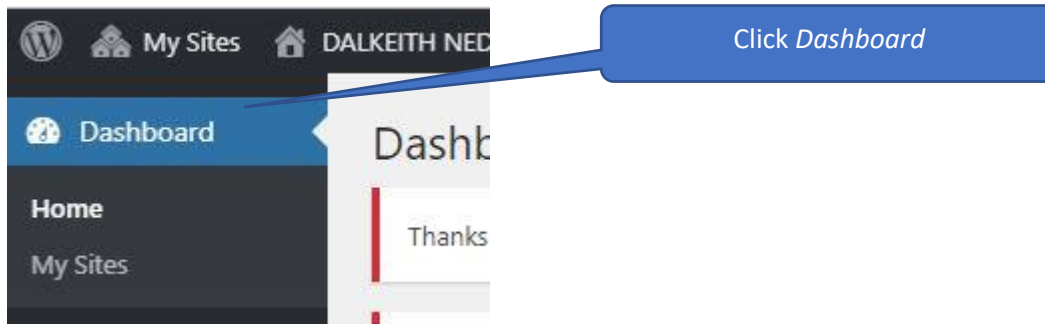 My Sites DALKEITH NED
Click Dashboard
Dashboard
Dashb
Home
Thanks
My Sites